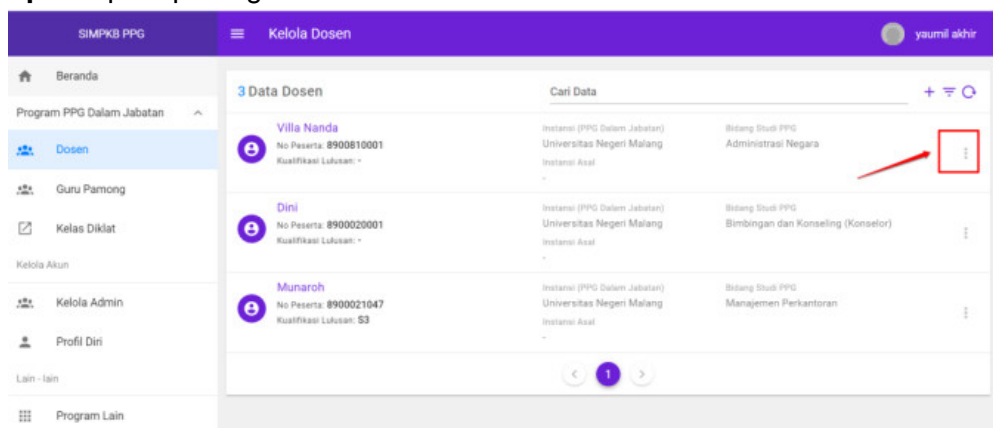 SIMPKB PPG
Kelola Dosen
yaumil akhir
Beranda
Program PPG Dalam Jabatan
Dosen
Guru Pamong
Kelas Diklat
Kelola Akun
Kelola Admin
Profil Diri
Lain - lain
Program Lain
3 Data Dosen
Cari Data
Villa Nanda
No Peserta: 8900810001
Kualifikasi Lulusan: -
Instansi (PPG Dalam Jabatan)
Universitas Negeri Malang
Instansi Asal
-
Bidang Studi PPG
Administrasi Negara
Dini
No Peserta: 8900020001
Kualifikasi Lulusan: -
Instansi (PPG Dalam Jabatan)
Universitas Negeri Malang
Instansi Asal
-
Bidang Studi PPG
Bimbingan dan Konseling (Konselor)
Munaroh
No Peserta: 8900021047
Kualifikasi Lulusan: S3
Instansi (PPG Dalam Jabatan)
Universitas Negeri Malang
Instansi Asal
-
Bidang Studi PPG
Manajemen Perkantoran
1